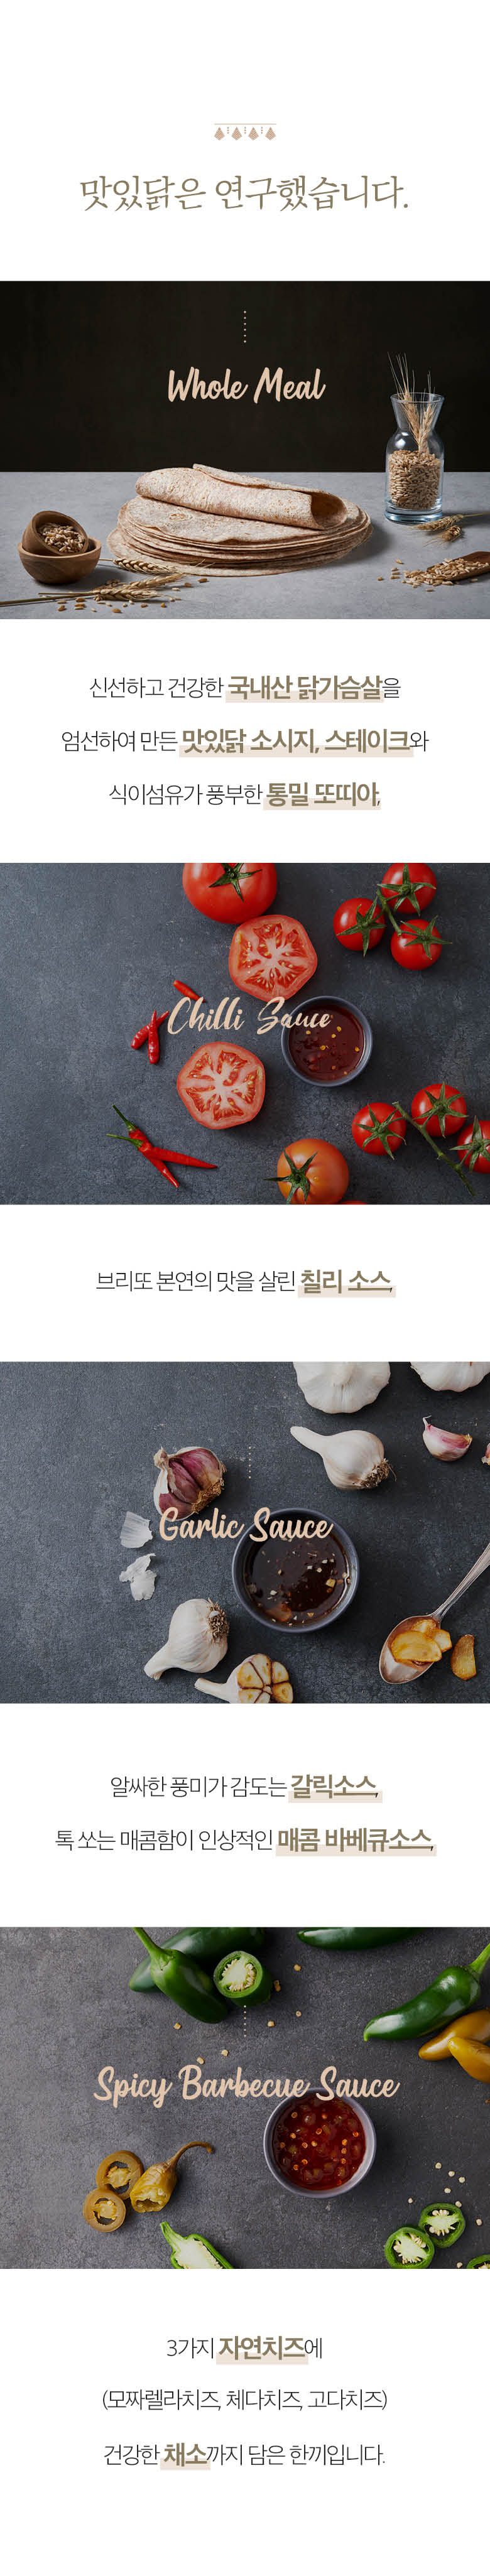 맛있닭은 연구했습니다.
Whole Meal
신선하고 건강한 국내산 닭가슴살을
엄선하여 만든 맛있닭 소시지, 스테이크와
식이섬유가 풍부한 통밀 또띠아,
Chilli Sauce
브리또 본연의 맛을 살린 칠리 소스,
Garlic Sauce
알싸한 풍미가 감도는 갈릭소스,
톡 쏘는 매콤함이 인상적인 매콤 바베큐소스,
Spicy Barbecue Sauce
3가지 자연치즈에
(모짜렐라치즈, 체다치즈, 고다치즈)
건강한 채소까지 담은 한끼입니다.